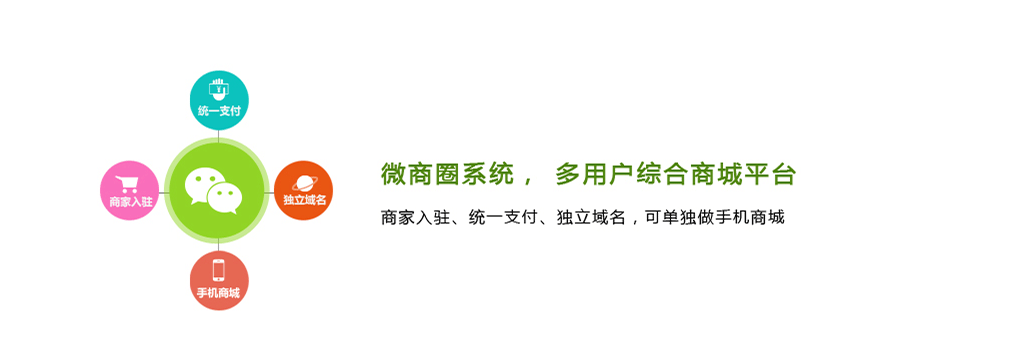 统一支付
商家入驻
独立域名
手机商城
微商圈系统， 多用户综合商城平台
商家入驻、统一支付、独立域名，可单独做手机商城